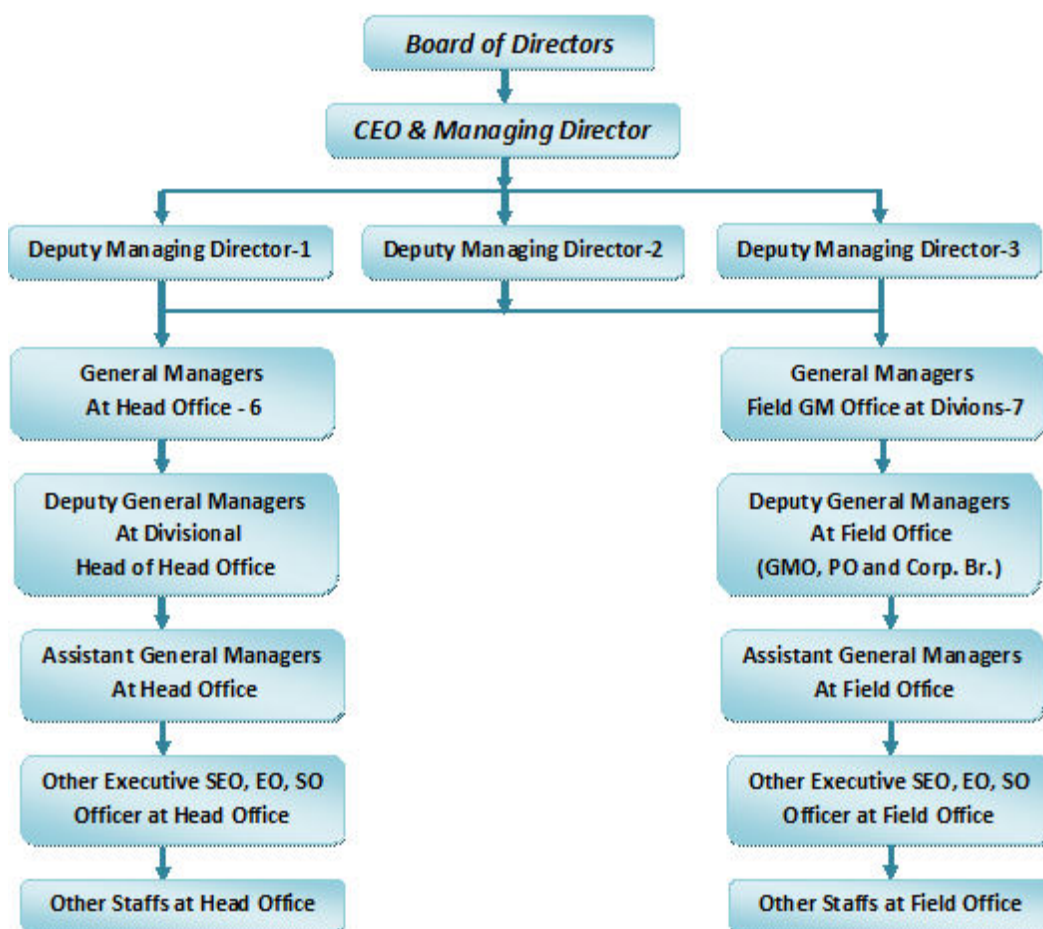 Board of Directors
CEO & Managing Director
Deputy Managing Director-1
Deputy Managing Director-2
Deputy Managing Director-3
General Managers
At Head Office - 6
General Managers
Field GM Office at Divions-7
Deputy General Managers
At Divisional
Head of Head Office
Deputy General Managers
At Field Office
(GMO, PO and Corp. Br.)
Assistant General Managers
At Head Office
Assistant General Managers
At Field Office
Other Executive SEO, EO, SO
Officer at Head Office
Other Executive SEO, EO, SO
Officer at Field Office
Other Staffs at Head Office
Other Staffs at Field Office